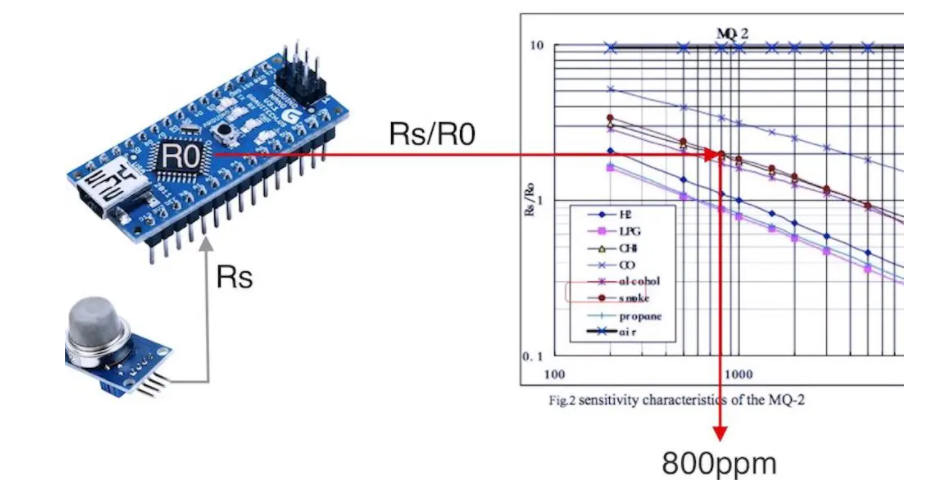 MQ-2
10
Rs/R0
R0
Rs/Ro
1
H2
LPG
CH4
CO
alcohol
smoke
propane
air
Rs
0.1
100
1000
Fig.2 sensitivity characteristics of the MQ-2
800ppm